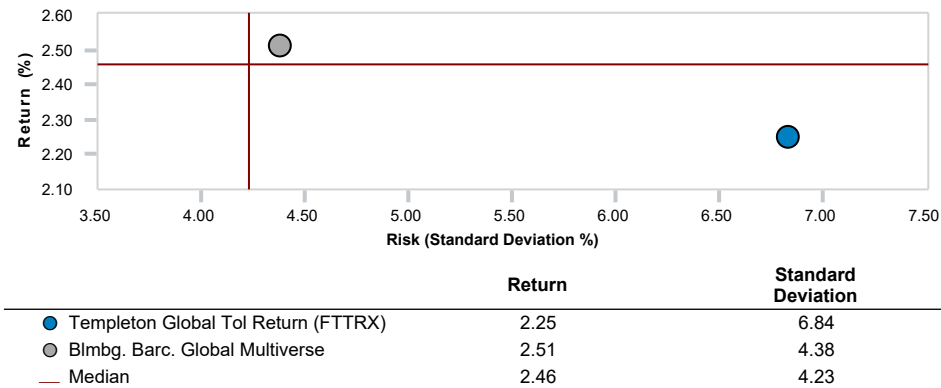 2.60
2.50
2.40
2.30
2.20
2.10
Return (%)
3.50 4.00 4.50 5.00 5.50 6.00 6.50 7.00 7.50
Risk (Standard Deviation %)
Return Standard Deviation
Templeton Global Tol Return (FTTRX) 2.25 6.84
Blmbg. Barc. Global Multiverse 2.51 4.38
Median 2.46 4.23